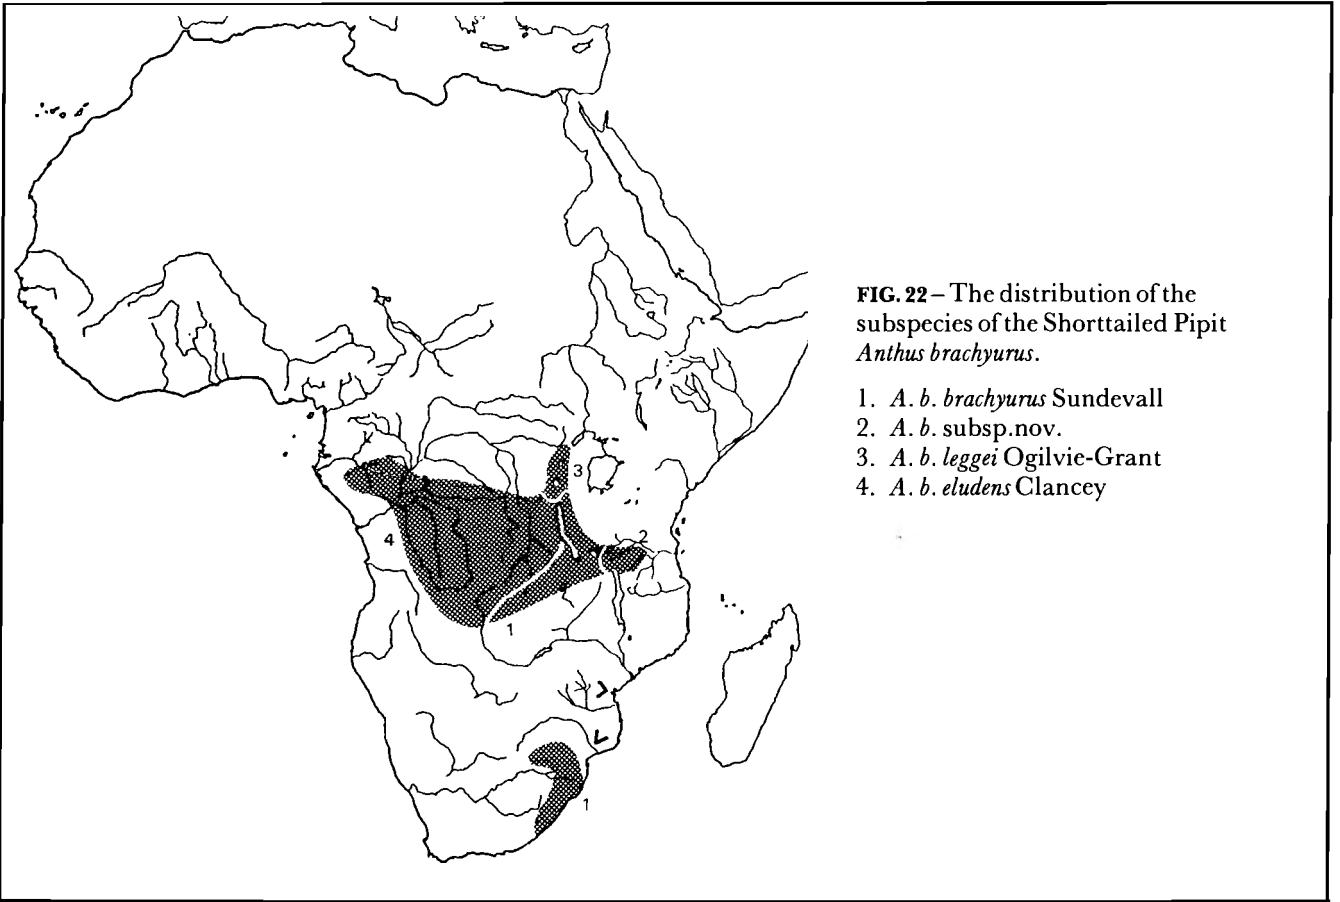 FIG. 22 – The distribution of the
subspecies of the Shorttailed Pipit
Anthus brachyurus.
1. A. b. brachyurus Sundevall
2. A. b. subsp.nov.
3. A. b. leggei Ogilvie-Grant
4. A. b. eludens Clancey
3
4
2
1
1